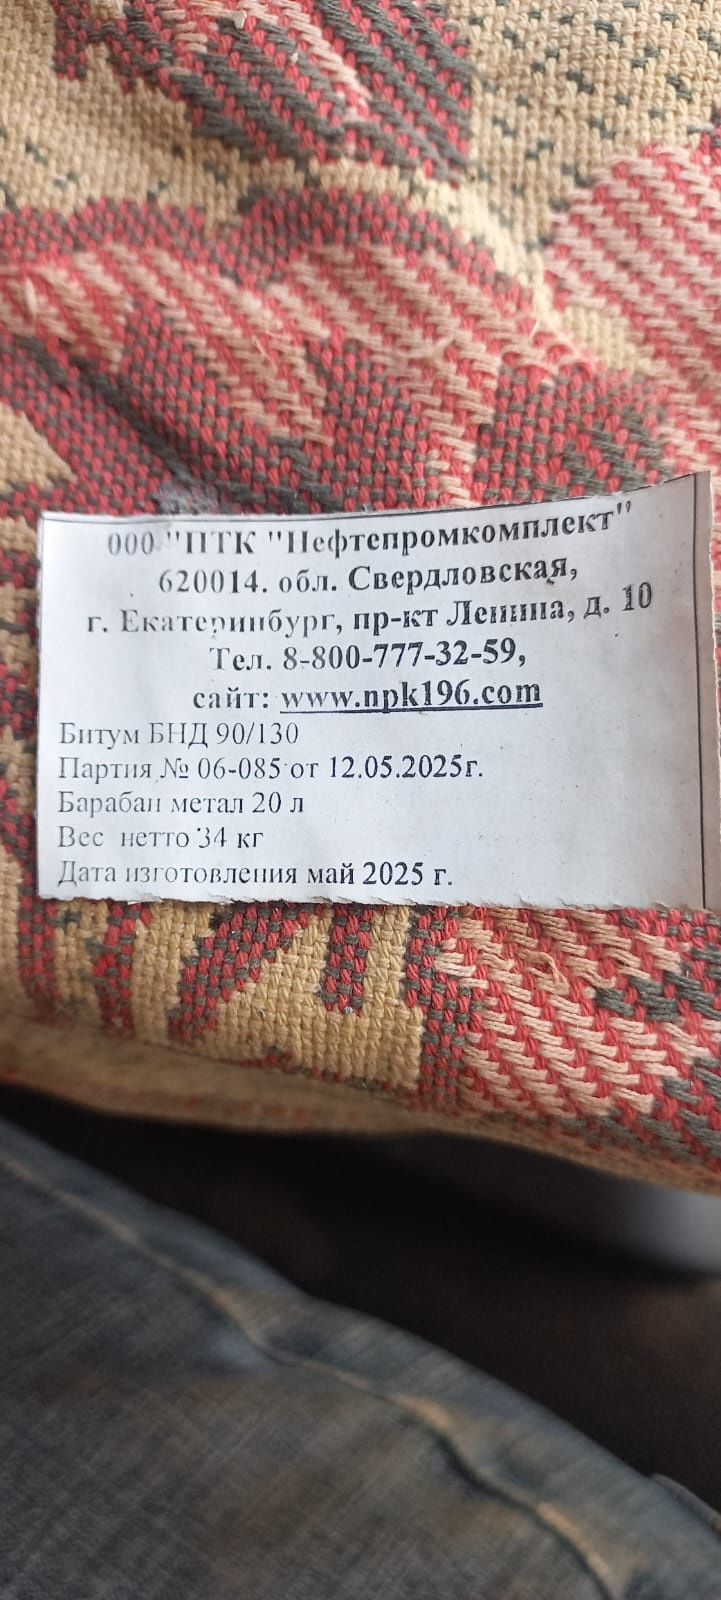 ООО "ПТК "Нефтепромкомплект"
620014. обл. Свердловская,
г. Екатеринбург, пр-кт Ленина, д. 10
Тел. 8-800-777-32-59,
сайт: www.npk196.com
Битум БНД 90/130
Партия № 06-085 от 12.05.2025г.
Барабан метал 20 л
Вес нетто 34 кг
Дата изготовления май 2025 г.